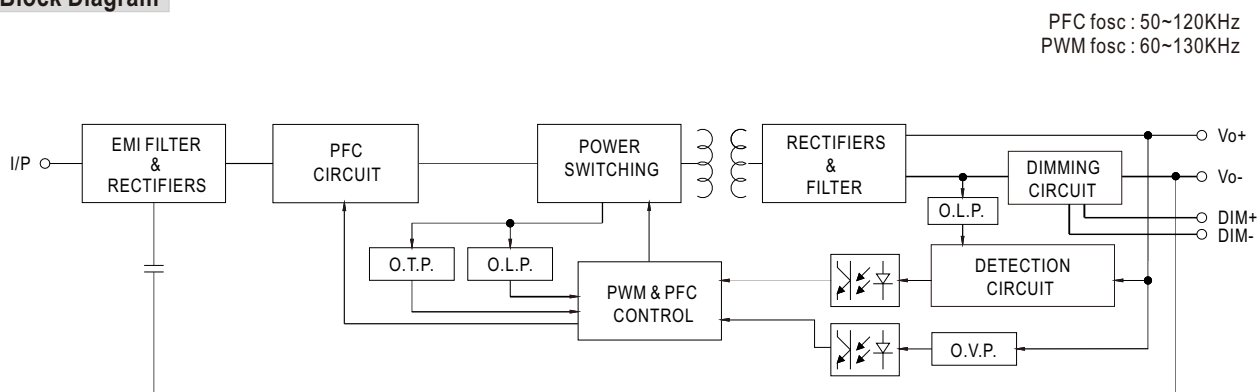 Block Diagram
PFC fosc : 50~120KHz
PWM fosc : 60~130KHz
I/P
EMI FILTER
&
RECTIFIERS
PFC
CIRCUIT
POWER
SWITCHING
RECTIFIERS
&
FILTER
DIMMING
CIRCUIT
Vo+
Vo-
DIM+
DIM-
O.L.P.
O.T.P.
O.L.P.
PWM & PFC
CONTROL
DETECTION
CIRCUIT
O.V.P.